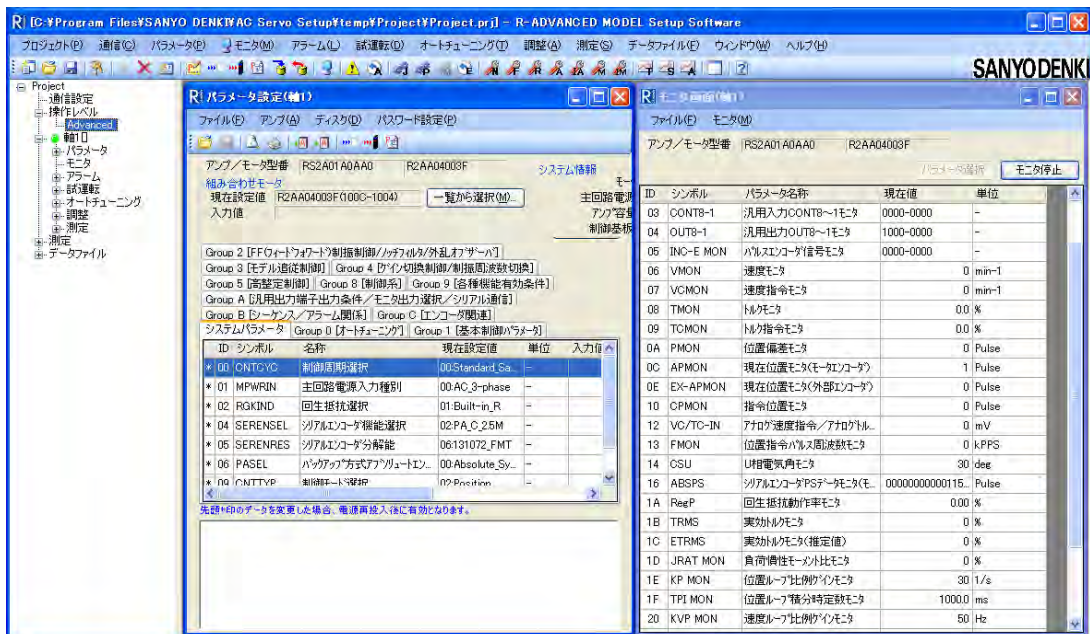 R! [C:¥Program Files¥SANYO DENKI¥AC Servo Setup¥temp¥Project¥Project.prj] - R-ADVANCED MODEL Setup Software
プロジェクト(P) 通信(C) パラメータ(P) モニタ(M) アラーム(L) 試運転(D) オートチューニング(T) 調整(A) 測定(S) データファイル(E) ウィンドウ(W) ヘルプ(H)
SANYO DENKI
Project
通信設定
操作レベル
Advanced
軸1[]
パラメータ
モニタ
アラーム
試運転
オートチューニング
調整
測定
測定
データファイル
R! パラメータ設定(軸1)
ファイル(F) アンプ(A) ディスク(D) パスワード設定(P)
アンプ/モータ型番 RS2A01A0AA0 R2AA04003F
システム情報
組み合わせモータ
現在設定値 R2AA04003F(100C-1004) 一覧から選択(M)...
入力値
モー
主回路電源
アンプ容量
制御基板
Group 2 [FF(フィードフォワード)制振制御/ノッチフィルタ/外乱オブザーバ]
Group 3 [モデル追従制御] Group 4 [ゲイン切換制御/制振周波数切換]
Group 5 [高整定制御] Group 8 [制御系] Group 9 [各種機能有効条件]
Group A [汎用出力端子出力条件/モニタ出力選択/シリアル通信]
Group B [シーケンス/アラーム関係] Group C [エンコーダ関連]
システムパラメータ Group 0 [オートチューニング] Group 1 [基本制御パラメータ]
ID シンボル 名称 現在設定値 単位 入力値
* 00 CNTCYC 制御周期選択 00:Standard_Sa... -
* 01 MPWRIN 主回路電源入力種別 00:AC_3-phase -
* 02 RGKIND 回生抵抗選択 01:Built-in_R -
* 04 SERENSEL シリアルエンコーダ機能選択 02:PA_C_2.5M -
* 05 SERENRES シリアルエンコーダ分解能 06:131072_FMT -
* 06 PASEL バックアップ方式アブソリュートエン... 00:Absolute_Sy... -
* 09 CNTTYP 制御モード選択 02:Position
先頭*印のデータを変更した場合、電源再投入後に有効となります。
R! モニタ画面(軸1)
ファイル(F) モニタ(M)
アンプ/モータ型番 RS2A01A0AA0 R2AA04003F
パラメータ選択 モニタ停止
ID シンボル パラメータ名称 現在値 単位
03 CONT8-1 汎用入力CONT8~1モニタ 0000-0000 -
04 OUT8-1 汎用出力OUT8~1モニタ 1000-0000 -
05 INC-E MON パルスエンコーダ信号モニタ 0000-0000 -
06 VMON 速度モニタ 0 min-1
07 VCMON 速度指令モニタ 0 min-1
08 TMON トルクモニタ 0.0 %
09 TCMON トルク指令モニタ 0.0 %
0A PMON 位置偏差モニタ 0 Pulse
0C APMON 現在位置モニタ(モータエンコーダ) 1 Pulse
0E EX-APMON 現在位置モニタ(外部エンコーダ) 0 Pulse
10 CPMON 指令位置モニタ 0 Pulse
12 VC/TC-IN アナログ速度指令/アナログトル... 0 mV
13 FMON 位置指令パルス周波数モニタ 0 kPPS
14 CSU U相電気角モニタ 30 deg
16 ABSPS シリアルエンコーダPSデータモニタ(モ... 00000000000115... Pulse
1A RegP 回生抵抗動作率モニタ 0.00 %
1B TRMS 実効トルクモニタ 0 %
1C ETRMS 実効トルクモニタ(推定値) 0 %
1D JRAT MON 負荷慣性モーメント比モニタ 0 %
1E KP MON 位置ループ比例ゲインモニタ 30 1/s
1F TPI MON 位置ループ積分時定数モニタ 1000.0 ms
20 KVP MON 速度ループ比例ゲインモニタ 50 Hz